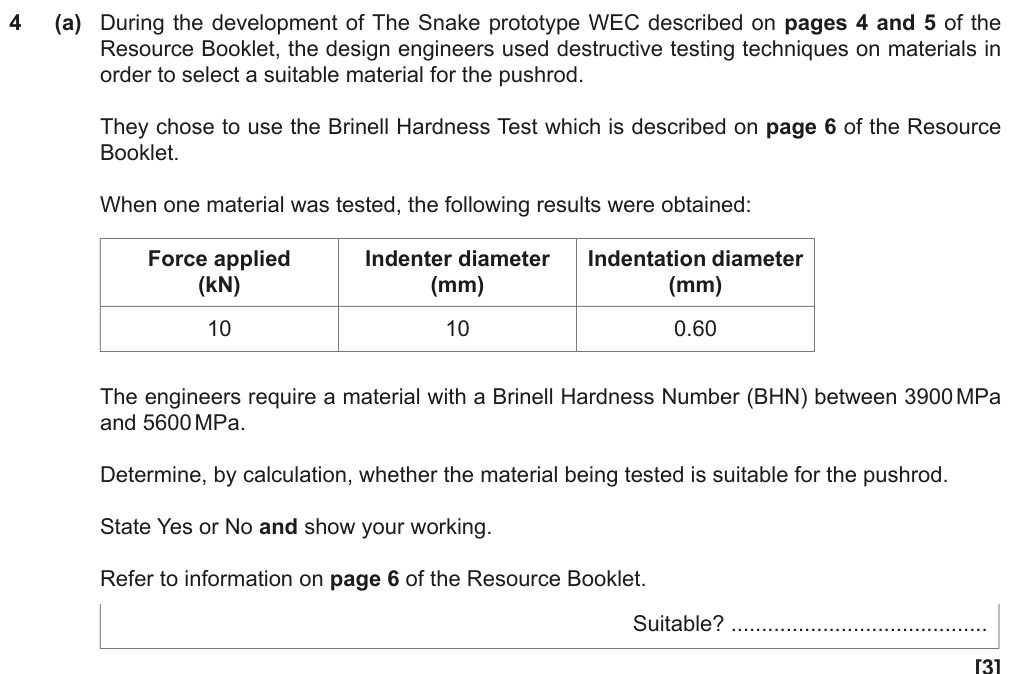 4 (a) During the development of The Snake prototype WEC described on pages 4 and 5 of the
Resource Booklet, the design engineers used destructive testing techniques on materials in
order to select a suitable material for the pushrod.
They chose to use the Brinell Hardness Test which is described on page 6 of the Resource
Booklet.
When one material was tested, the following results were obtained:
Force applied
(kN)
Indenter diameter
(mm)
Indentation diameter
(mm)
10
10
0.60
The engineers require a material with a Brinell Hardness Number (BHN) between 3900 MPa
and 5600 MPa.
Determine, by calculation, whether the material being tested is suitable for the pushrod.
State Yes or No and show your working.
Refer to information on page 6 of the Resource Booklet.
Suitable? ..........................................
[3]